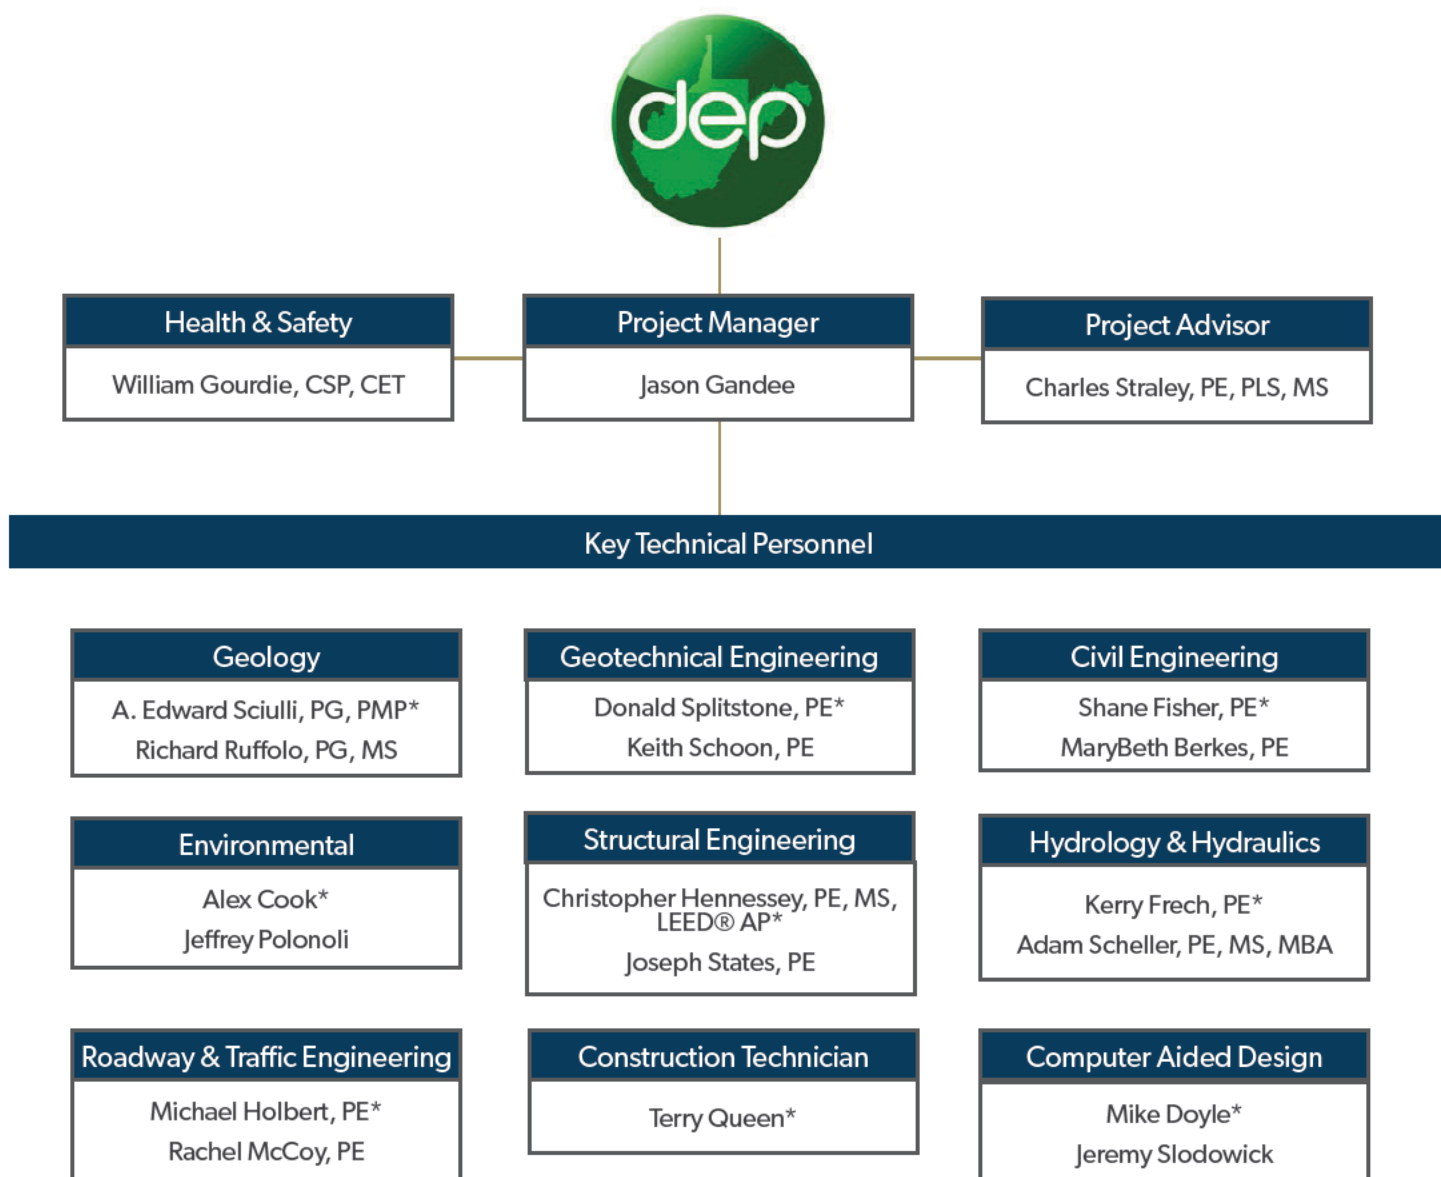 dep
Health & Safety
William Gourdie, CSP, CET
Project Manager
Jason Gandee
Project Advisor
Charles Straley, PE, PLS, MS
Key Technical Personnel
Geology
A. Edward Sciulli, PG, PMP*
Richard Ruffolo, PG, MS
Geotechnical Engineering
Donald Splitstone, PE*
Keith Schoon, PE
Civil Engineering
Shane Fisher, PE*
MaryBeth Berkes, PE
Environmental
Alex Cook*
Jeffrey Polonoli
Structural Engineering
Christopher Hennessey, PE, MS,
LEED® AP*
Joseph States, PE
Hydrology & Hydraulics
Kerry Frech, PE*
Adam Scheller, PE, MS, MBA
Roadway & Traffic Engineering
Michael Holbert, PE*
Rachel McCoy, PE
Construction Technician
Terry Queen*
Computer Aided Design
Mike Doyle*
Jeremy Slodowick